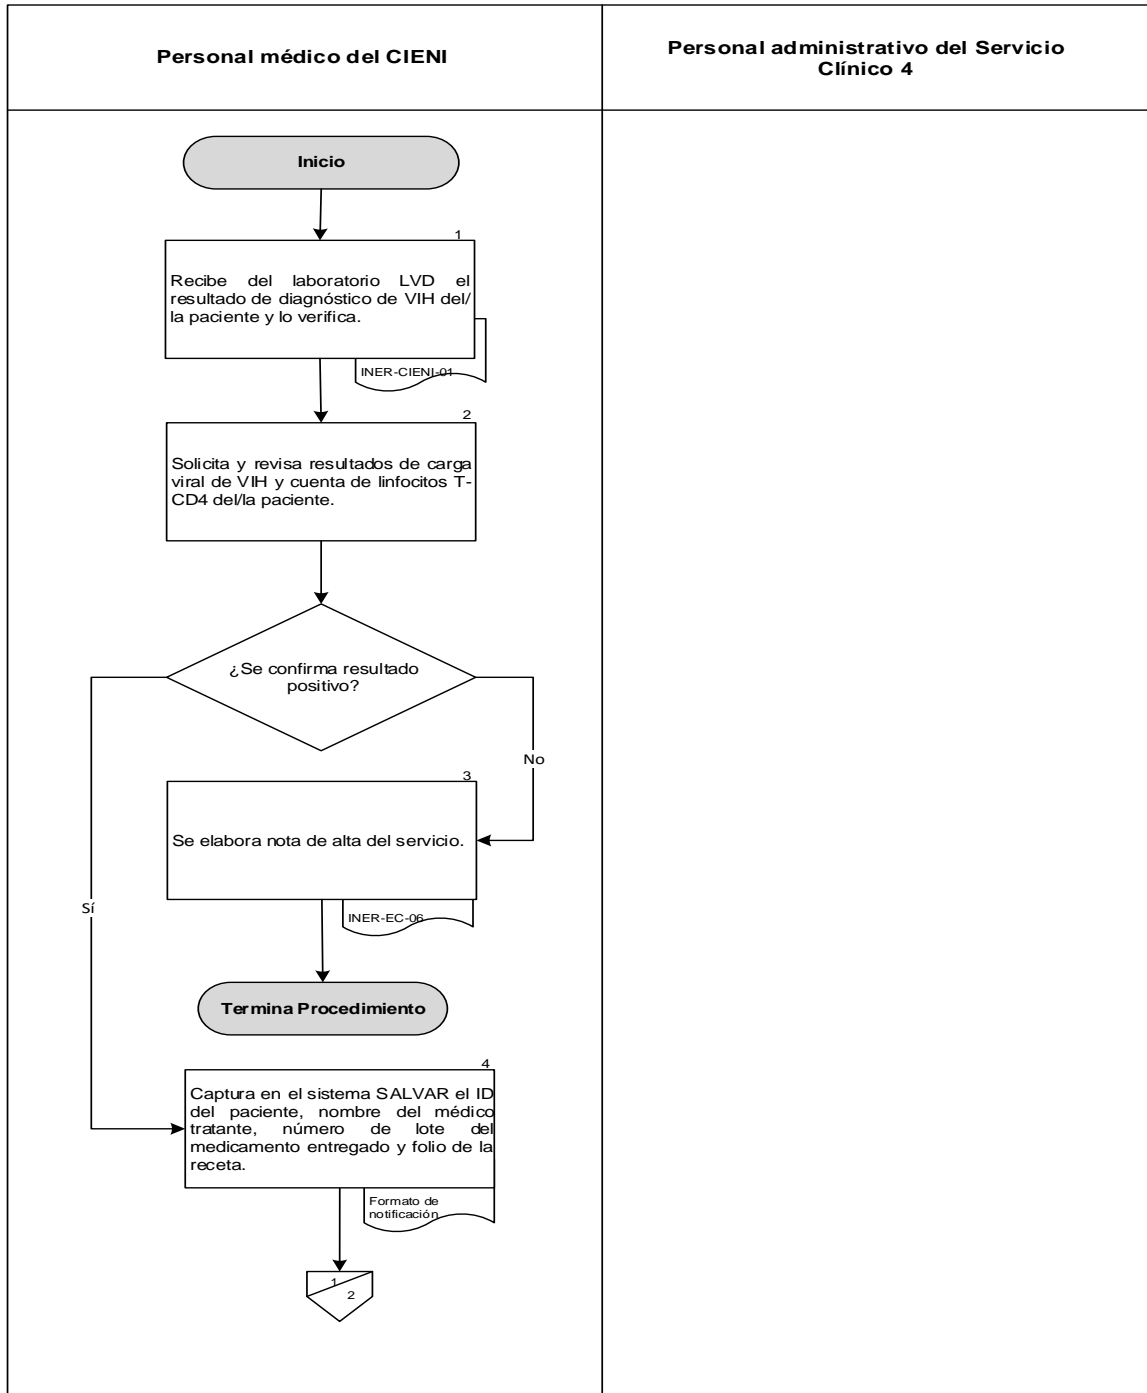 Personal médico del CIENI
Personal administrativo del Servicio
Clínico 4
Inicio
1
Recibe del laboratorio LVD el
resultado de diagnóstico de VIH del/
la paciente y lo verifica.
INER-CIENI-01
2
Solicita y revisa resultados de carga
viral de VIH y cuenta de linfocitos T-
CD4 del/la paciente.
¿Se confirma resultado
positivo?
No
3
Se elabora nota de alta del servicio.
Sí
INER-EC-06
Termina Procedimiento
4
Captura en el sistema SALVAR el ID
del paciente, nombre del médico
tratante, número de lote del
medicamento entregado y folio de la
receta.
Formato de
notificación
1
2